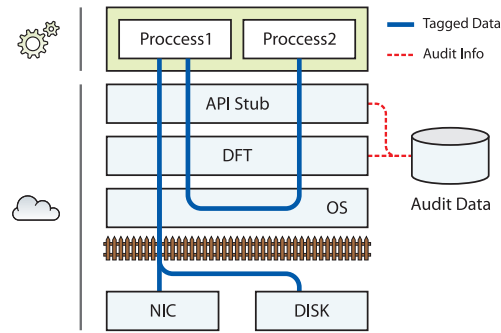 Proccess1
Proccess2
Tagged Data
Audit Info
API Stub
DFT
OS
Audit Data
NIC
DISK